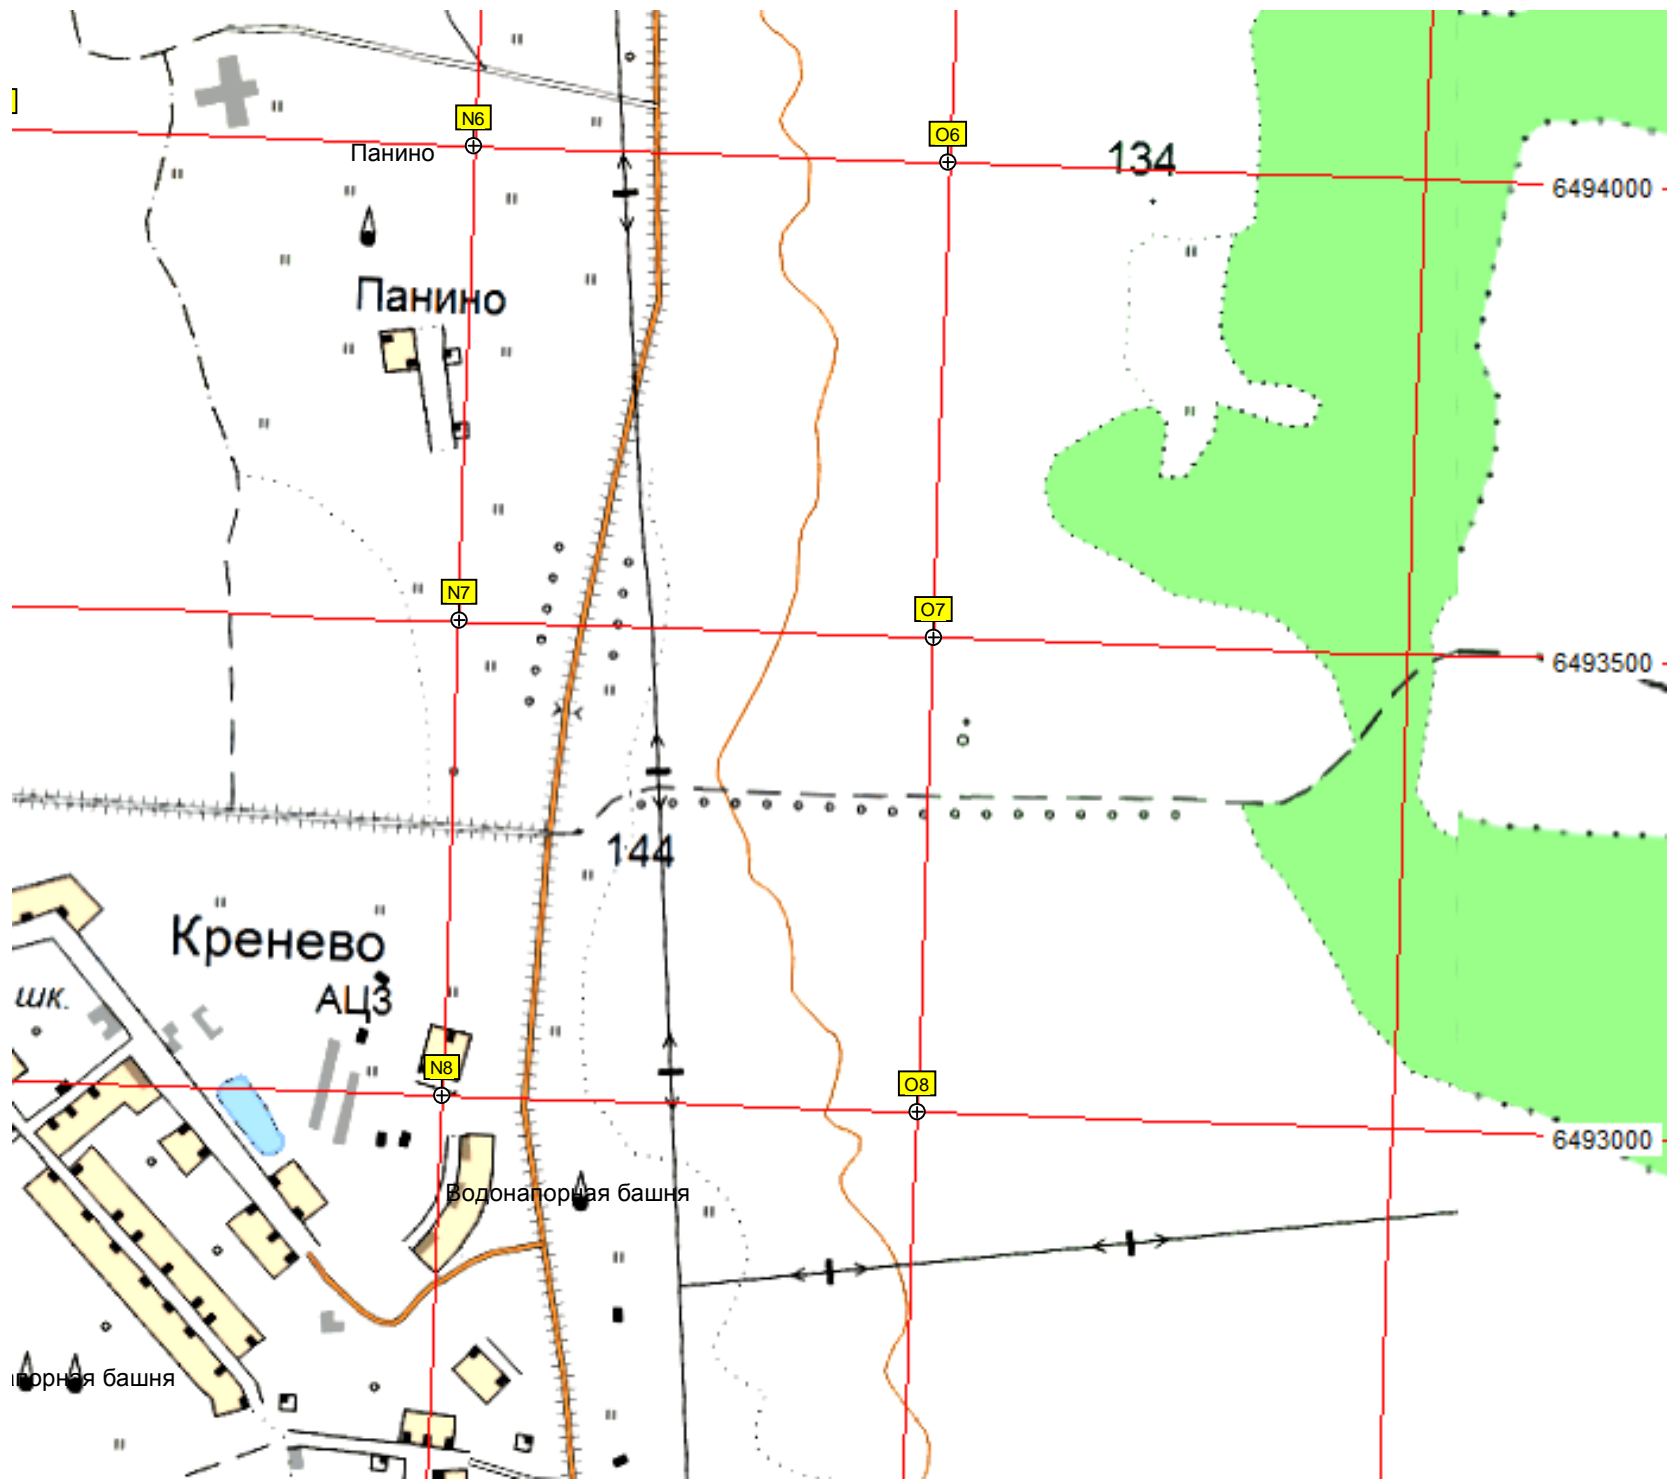 N6
O6
134
Панино
6494000
Панино
N7
O7
6493500
144
Кренево
шк.
АЦЗ
N8
O8
6493000
Водонапорная башня
апорная башня